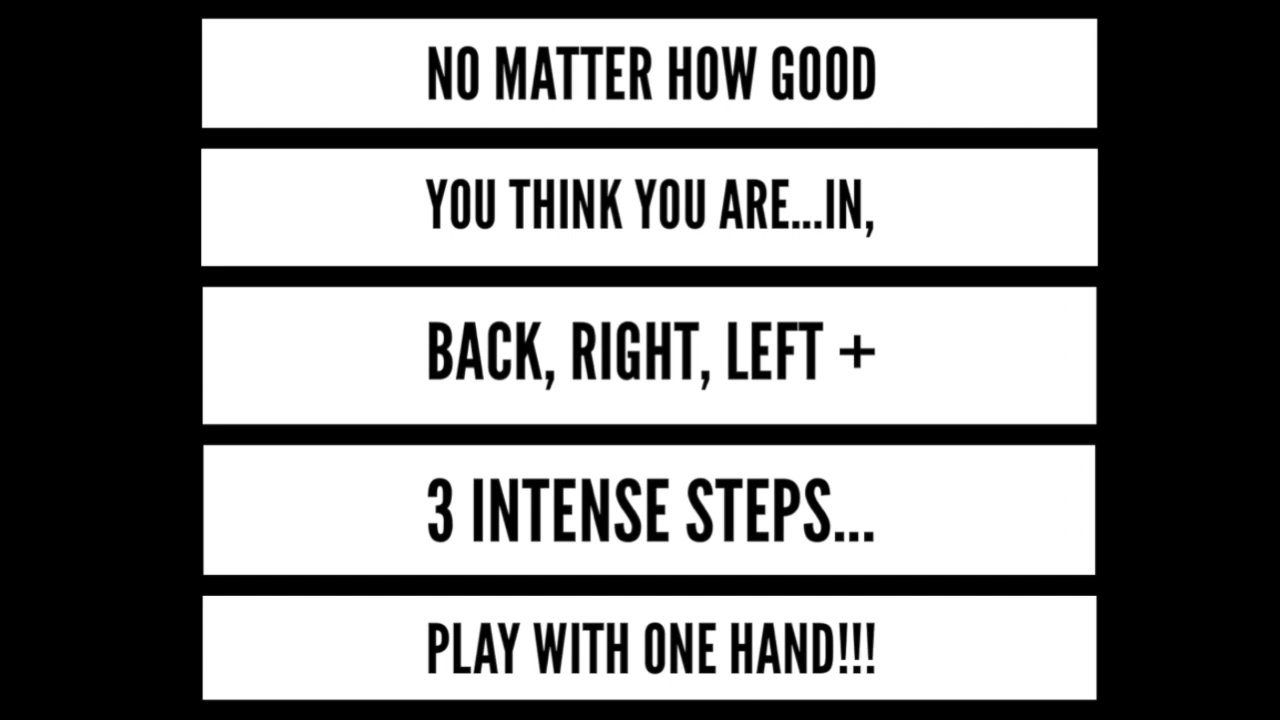 NO MATTER HOW GOOD
YOU THINK YOU ARE...IN,
BACK, RIGHT, LEFT +
3 INTENSE STEPS...
PLAY WITH ONE HAND!!!